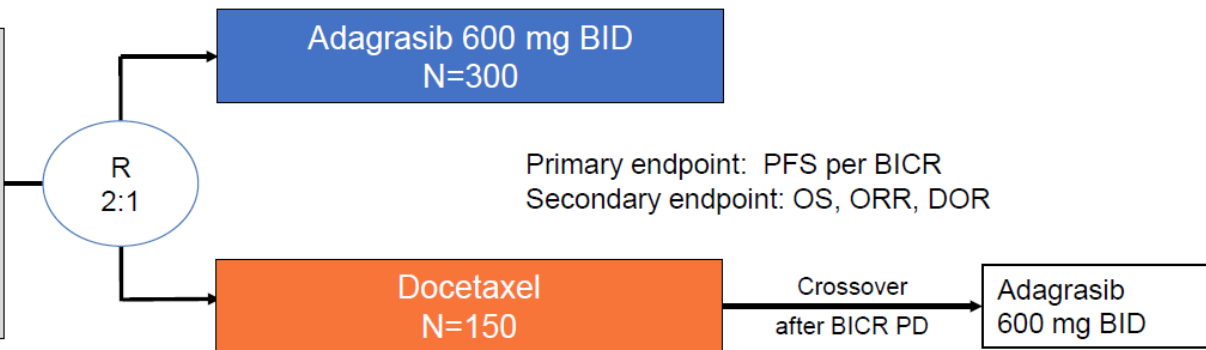 Adagrasib 600 mg BID
N=300
R
2:1
Primary endpoint:  PFS per BICR
Secondary endpoint: OS, ORR, DOR
Docetaxel
N=150
Crossover
after BICR PD
Adagrasib
600 mg BID